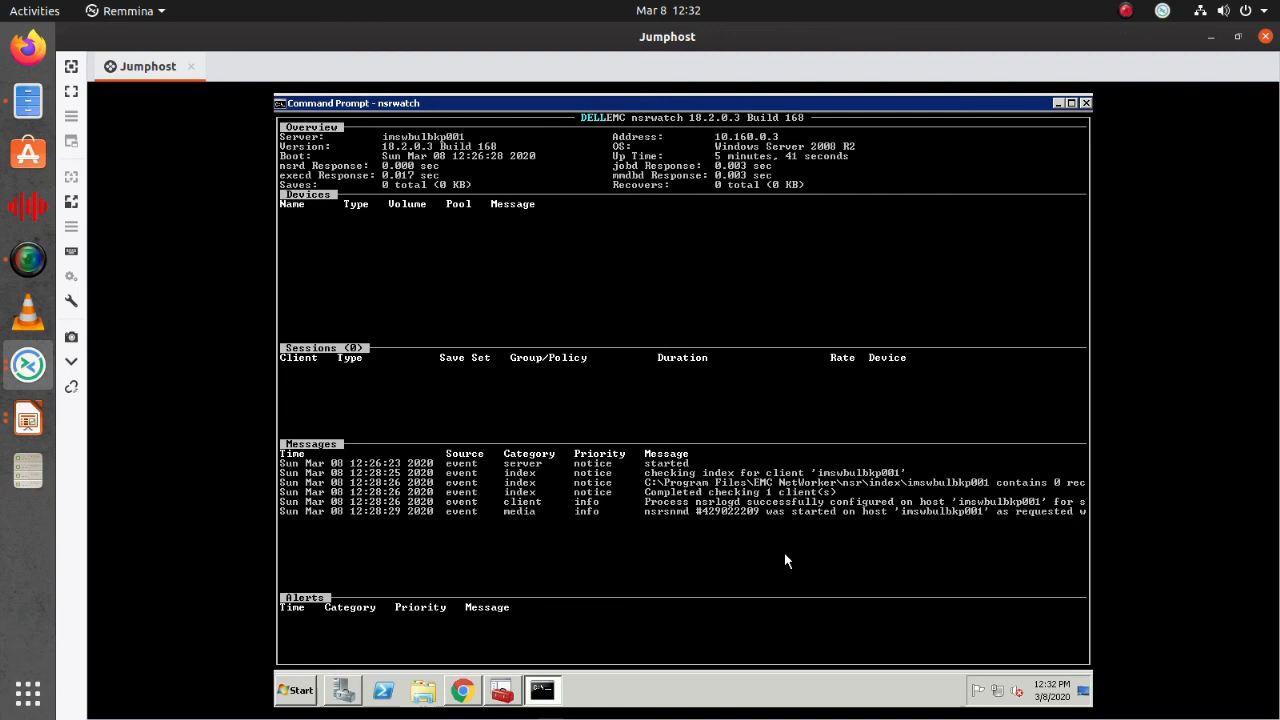 Activities Remmina Mar 8 12:32
Jumphost
Jumphost
Command Prompt - nsrwatch
DELLEMC nsrwatch 18.2.0.3 Build 168
Overview
Server: imswbulbkp001 Address: 10.160.0.3
Version: 18.2.0.3 Build 168 OS: Windows Server 2008 R2
Boot: Sun Mar 08 12:26:28 2020 Up Time: 5 minutes, 41 seconds
nsrd Response: 0.000 sec jobd Response: 0.003 sec
execd Response: 0.017 sec mmdbd Response: 0.003 sec
Saves: 0 total (0 KB) Recovers: 0 total (0 KB)
Devices
Name Type Volume Pool Message
Sessions (0)
Client Type Save Set Group/Policy Duration Rate Device
Messages
Time Source Category Priority Message
Sun Mar 08 12:26:23 2020 event server notice started
Sun Mar 08 12:28:25 2020 event index notice checking index for client 'imswbulbkp001'
Sun Mar 08 12:28:26 2020 event index notice C:\Program Files\EMC NetWorker\nsr\index\imswbulbkp001 contains 0 rec
Sun Mar 08 12:28:26 2020 event index notice Completed checking 1 client(s)
Sun Mar 08 12:28:26 2020 event client info Process nsrlogd successfully configured on host 'imswbulbkp001' for s
Sun Mar 08 12:28:29 2020 event media info nsrsnmd #429022209 was started on host 'imswbulbkp001' as requested w
Alerts
Time Category Priority Message
Start 12:32 PM
3/8/2020